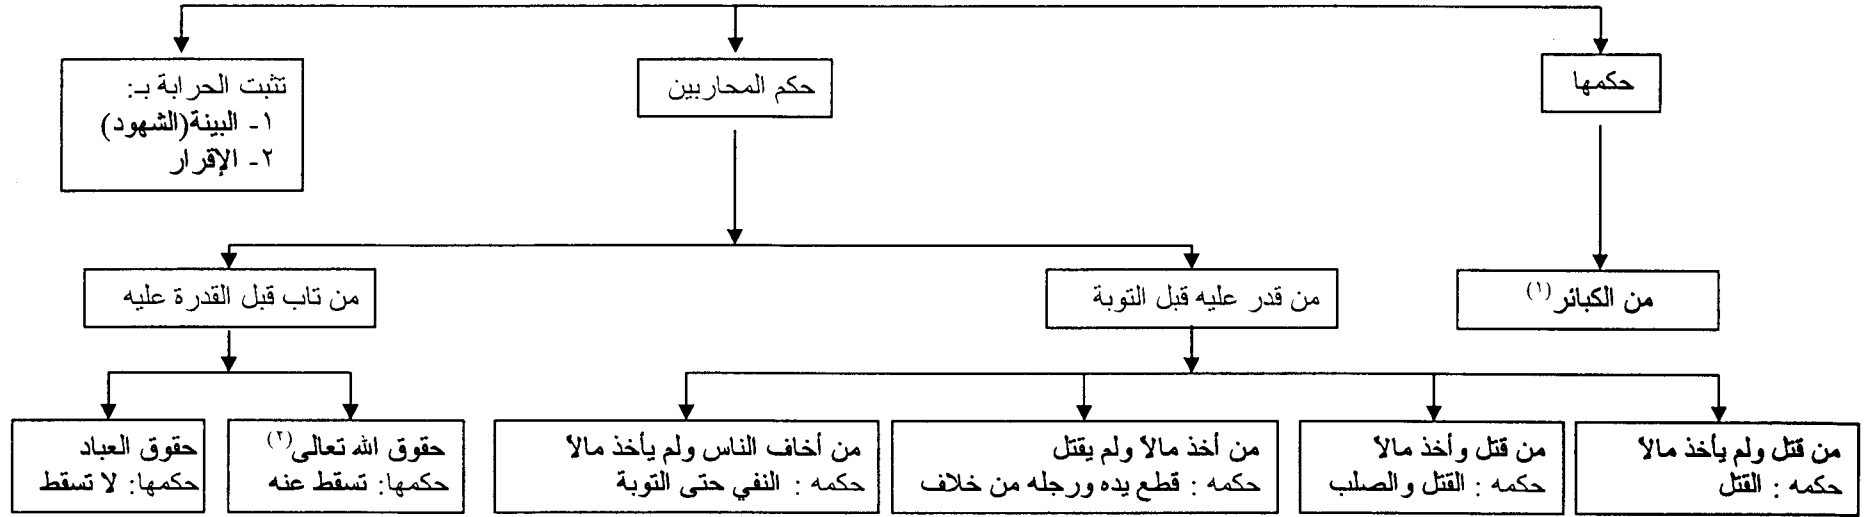 حكمها
حكم المحاربين
تثبت الحرابة بـ:
١- البينة(الشهود)
٢- الإقرار
من الكبائر(١)
من قدر عليه قبل التوبة
من تاب قبل القدرة عليه
من قتل ولم يأخذ مالاً
حكمه : القتل
من قتل وأخذ مالاً
حكمه : القتل والصلب
من أخذ مالاً ولم يقتل
حكمه : قطع يده ورجله من خلاف
من أخاف الناس ولم يأخذ مالاً
حكمه : النفي حتى التوبة
حقوق الله تعالى(٢)
حكمها: تسقط عنه
حقوق العباد
حكمها: لا تسقط